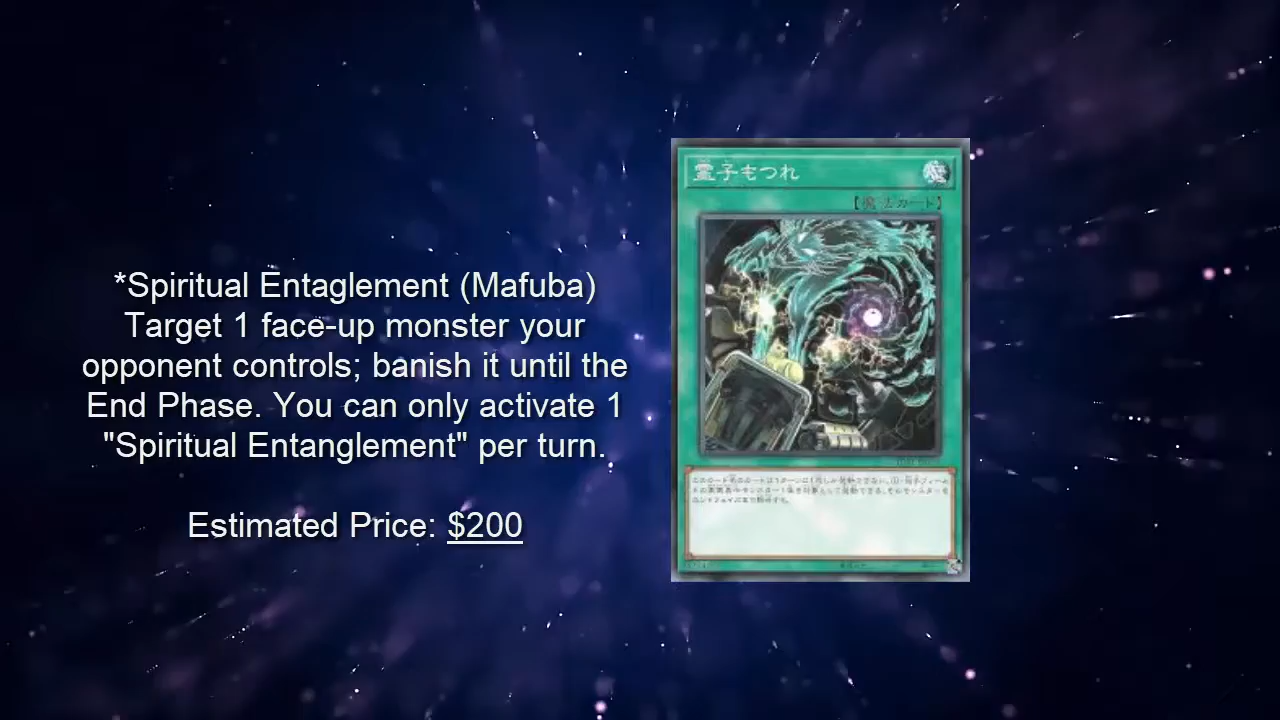 *Spiritual Entaglement (Mafuba)
Target 1 face-up monster your
opponent controls; banish it until the
End Phase. You can only activate 1
"Spiritual Entanglement" per turn.
Estimated Price: $200
霊子もつれ
【魔法カード】